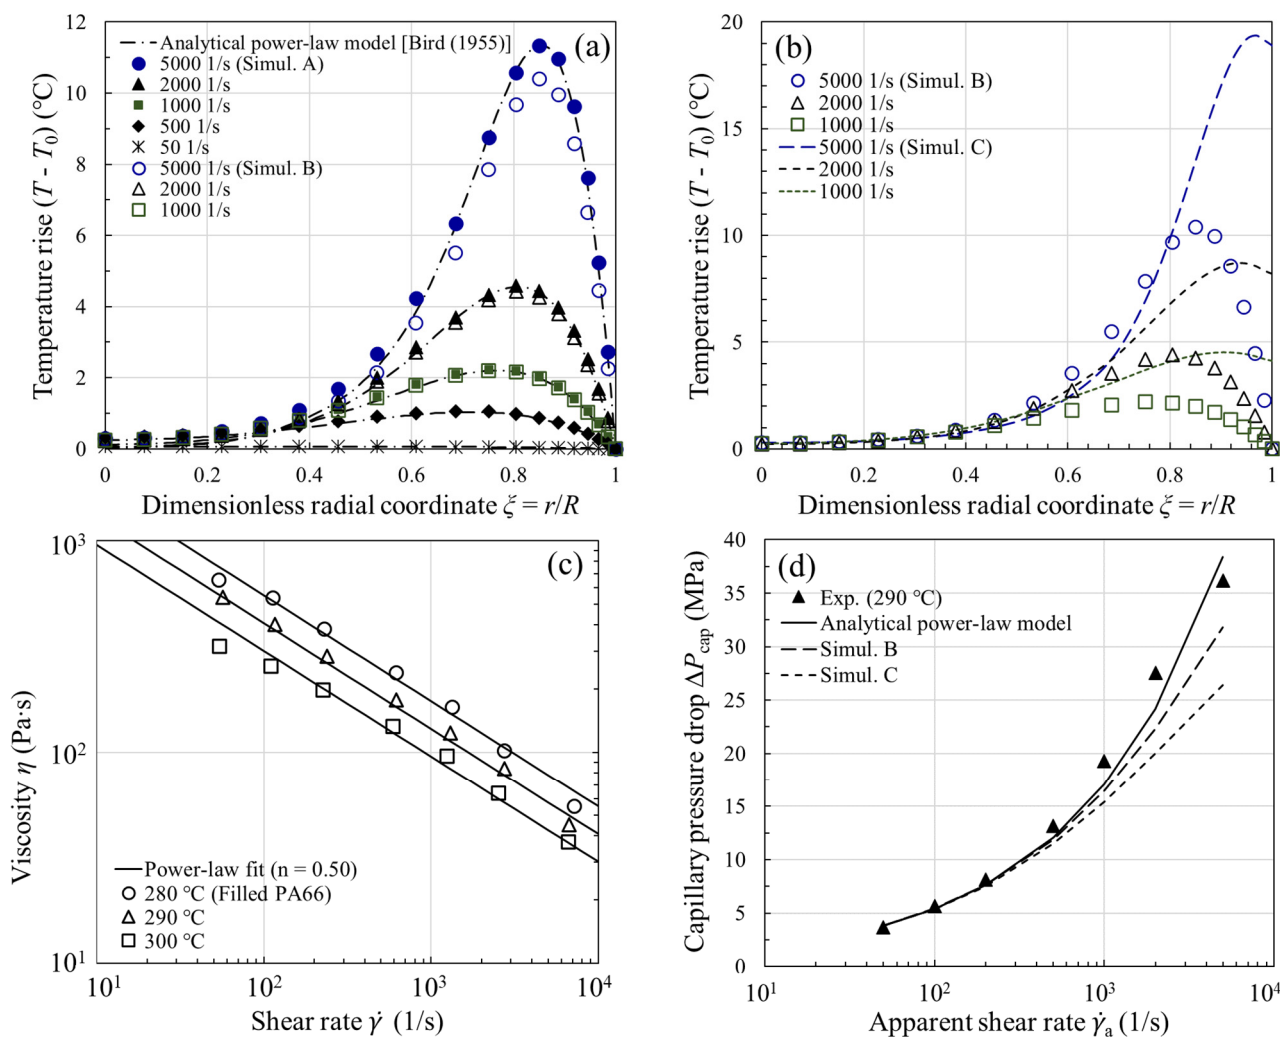 (a)
Temperature rise (T - T0) (°C)
12
10
8
6
4
2
0
Analytical power-law model [Bird (1955)]
5000 1/s (Simul. A)
2000 1/s
1000 1/s
500 1/s
50 1/s
5000 1/s (Simul. B)
2000 1/s
1000 1/s
0 0.2 0.4 0.6 0.8 1
Dimensionless radial coordinate ξ = r/R
(b)
Temperature rise (T - T0) (°C)
20
15
10
5
0
5000 1/s (Simul. B)
2000 1/s
1000 1/s
5000 1/s (Simul. C)
2000 1/s
1000 1/s
0 0.2 0.4 0.6 0.8 1
Dimensionless radial coordinate ξ = r/R
(c)
Viscosity η (Pa·s)
10³
10²
10¹
Power-law fit (n = 0.50)
280 °C (Filled PA66)
290 °C
300 °C
10¹ 10² 10³ 10⁴
Shear rate γ̇ (1/s)
(d)
Capillary pressure drop ΔPcap (MPa)
40
35
30
25
20
15
10
5
0
Exp. (290 °C)
Analytical power-law model
Simul. B
Simul. C
10¹ 10² 10³ 10⁴
Apparent shear rate γ̇a (1/s)